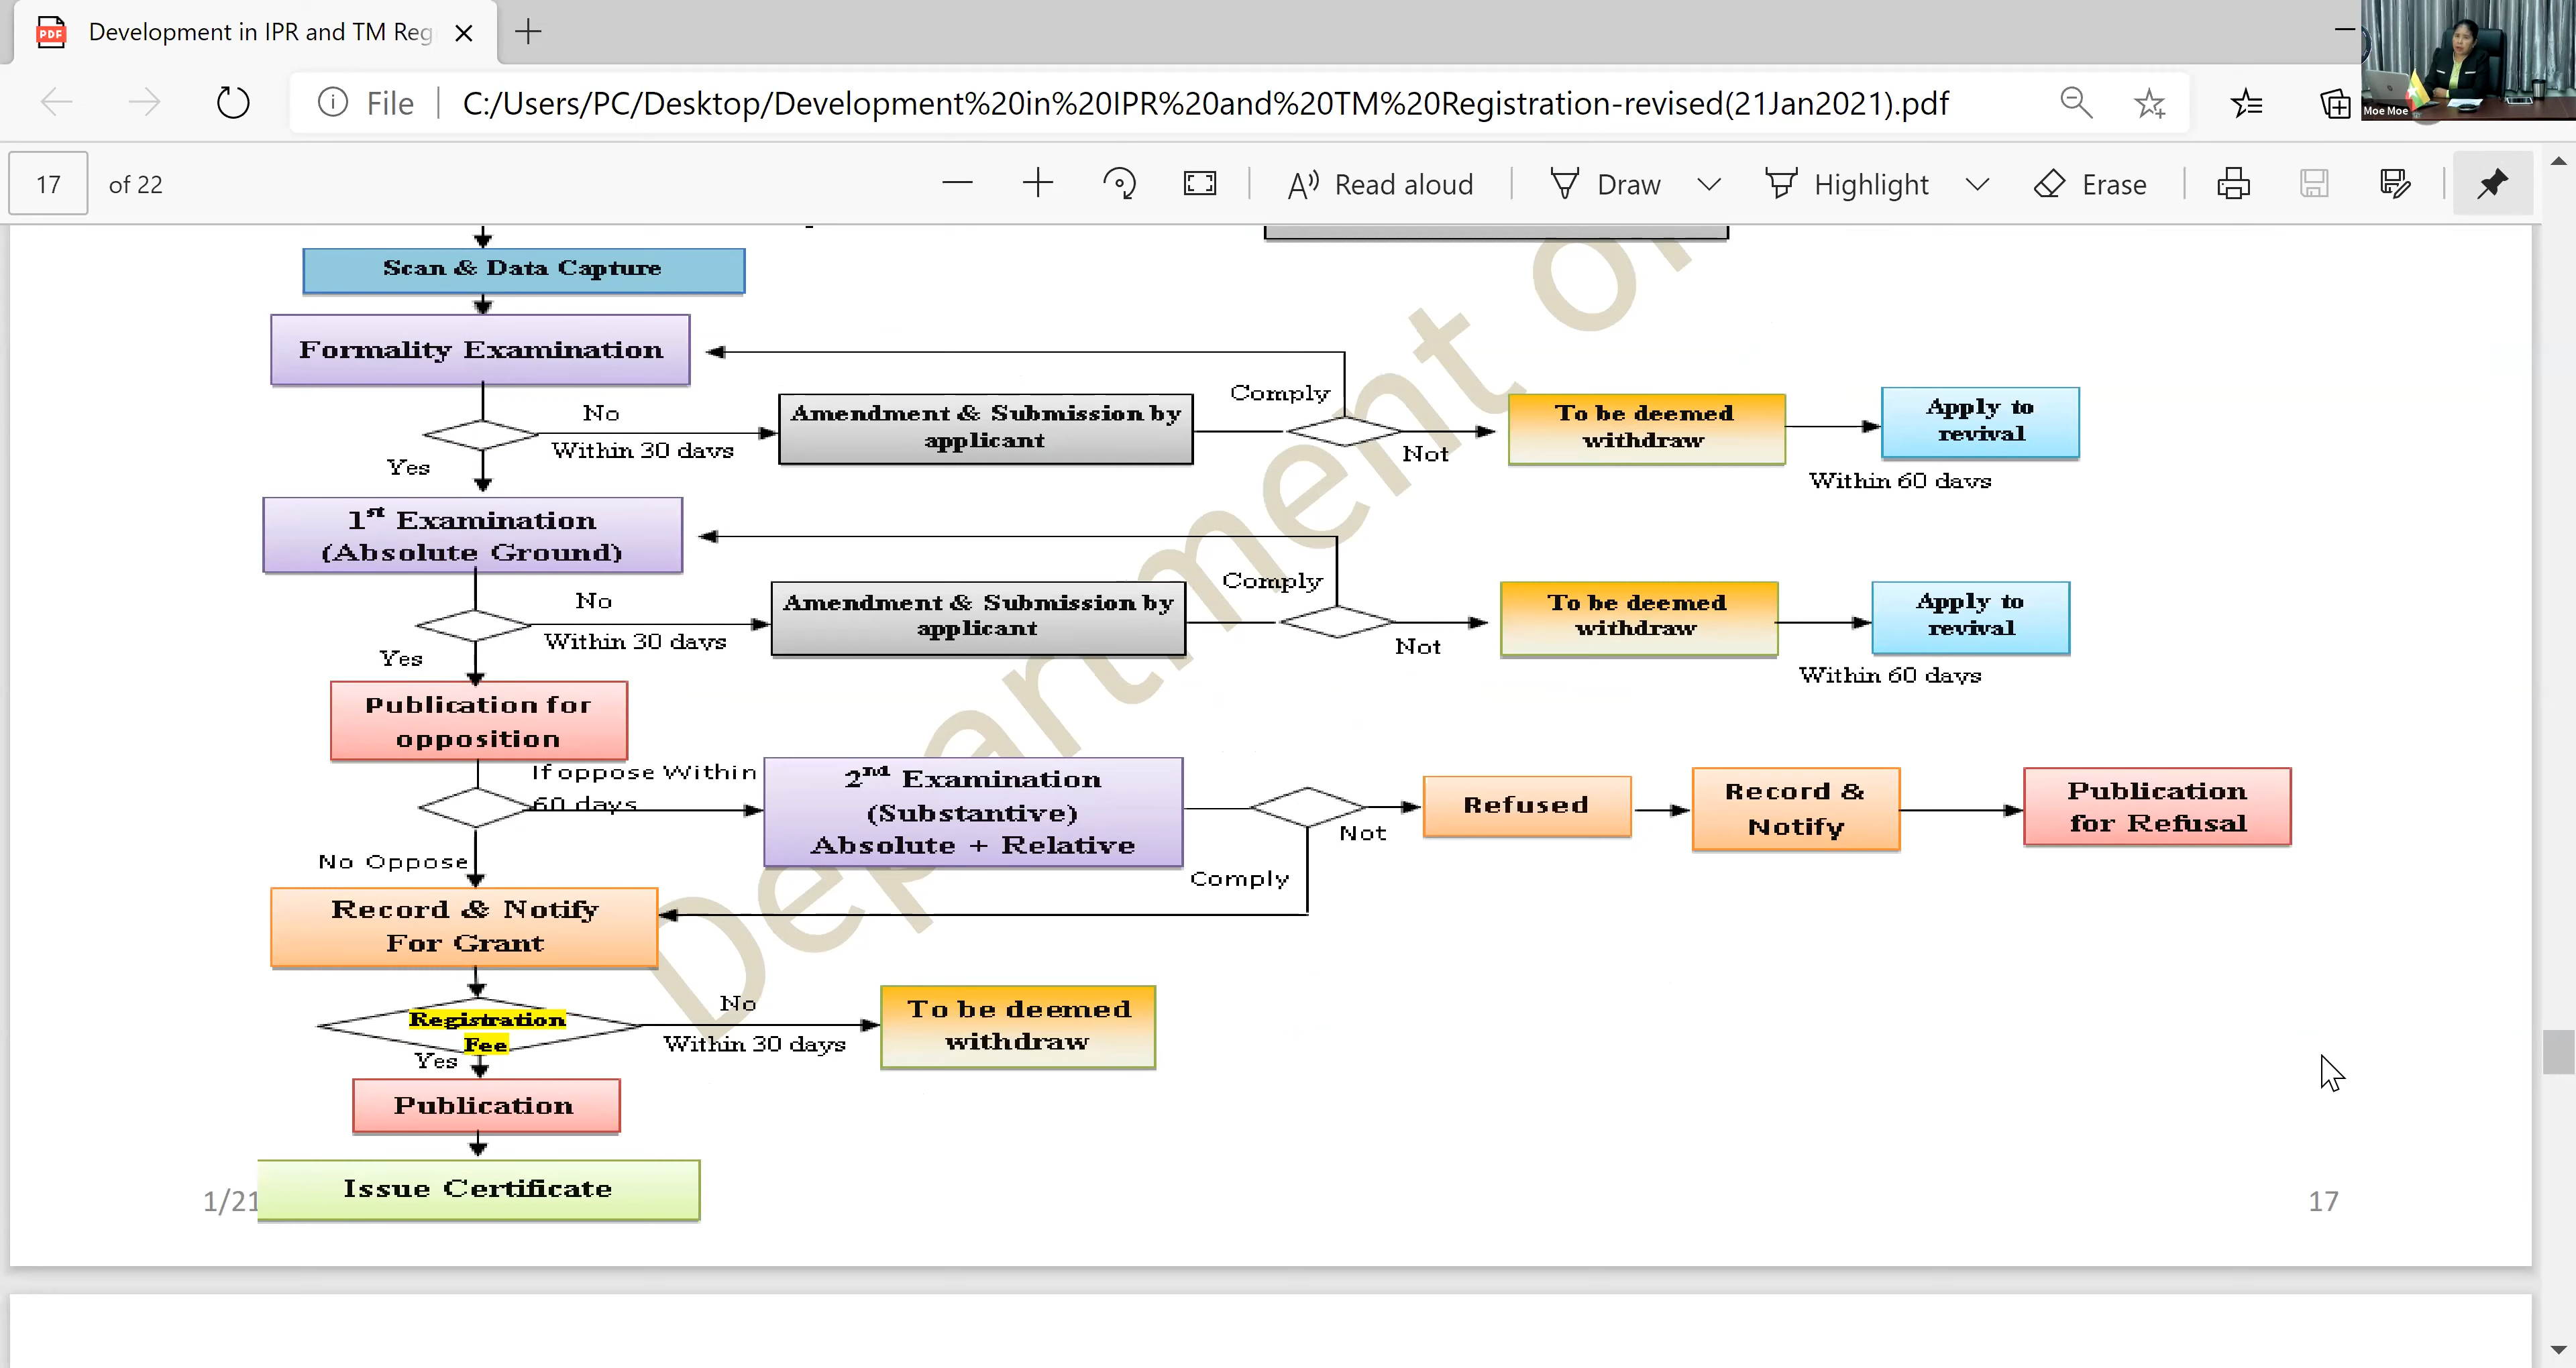 Development in IPR and TM Reg
Moe Moe
File
C:/Users/PC/Desktop/Development%20in%20IPR%20and%20TM%20Registration-revised(21Jan2021).pdf
17 of 22
Read aloud
Draw
Highlight
Erase
Scan & Data Capture
Formality Examination
No
Within 30 days
Yes
Amendment & Submission by
applicant
Comply
Not
To be deemed
withdraw
Apply to
revival
Within 60 days
1st Examination
(Absolute Ground)
No
Within 30 days
Yes
Amendment & Submission by
applicant
Comply
Not
To be deemed
withdraw
Apply to
revival
Within 60 days
Publication for
opposition
If oppose Within
60 days
No Oppose
2nd Examination
(Substantive)
Absolute + Relative
Not
Comply
Refused
Record &
Notify
Publication
for Refusal
Record & Notify
For Grant
Registration
Fee
No
Within 30 days
Yes
To be deemed
withdraw
Publication
Issue Certificate
1/21
17
Department of